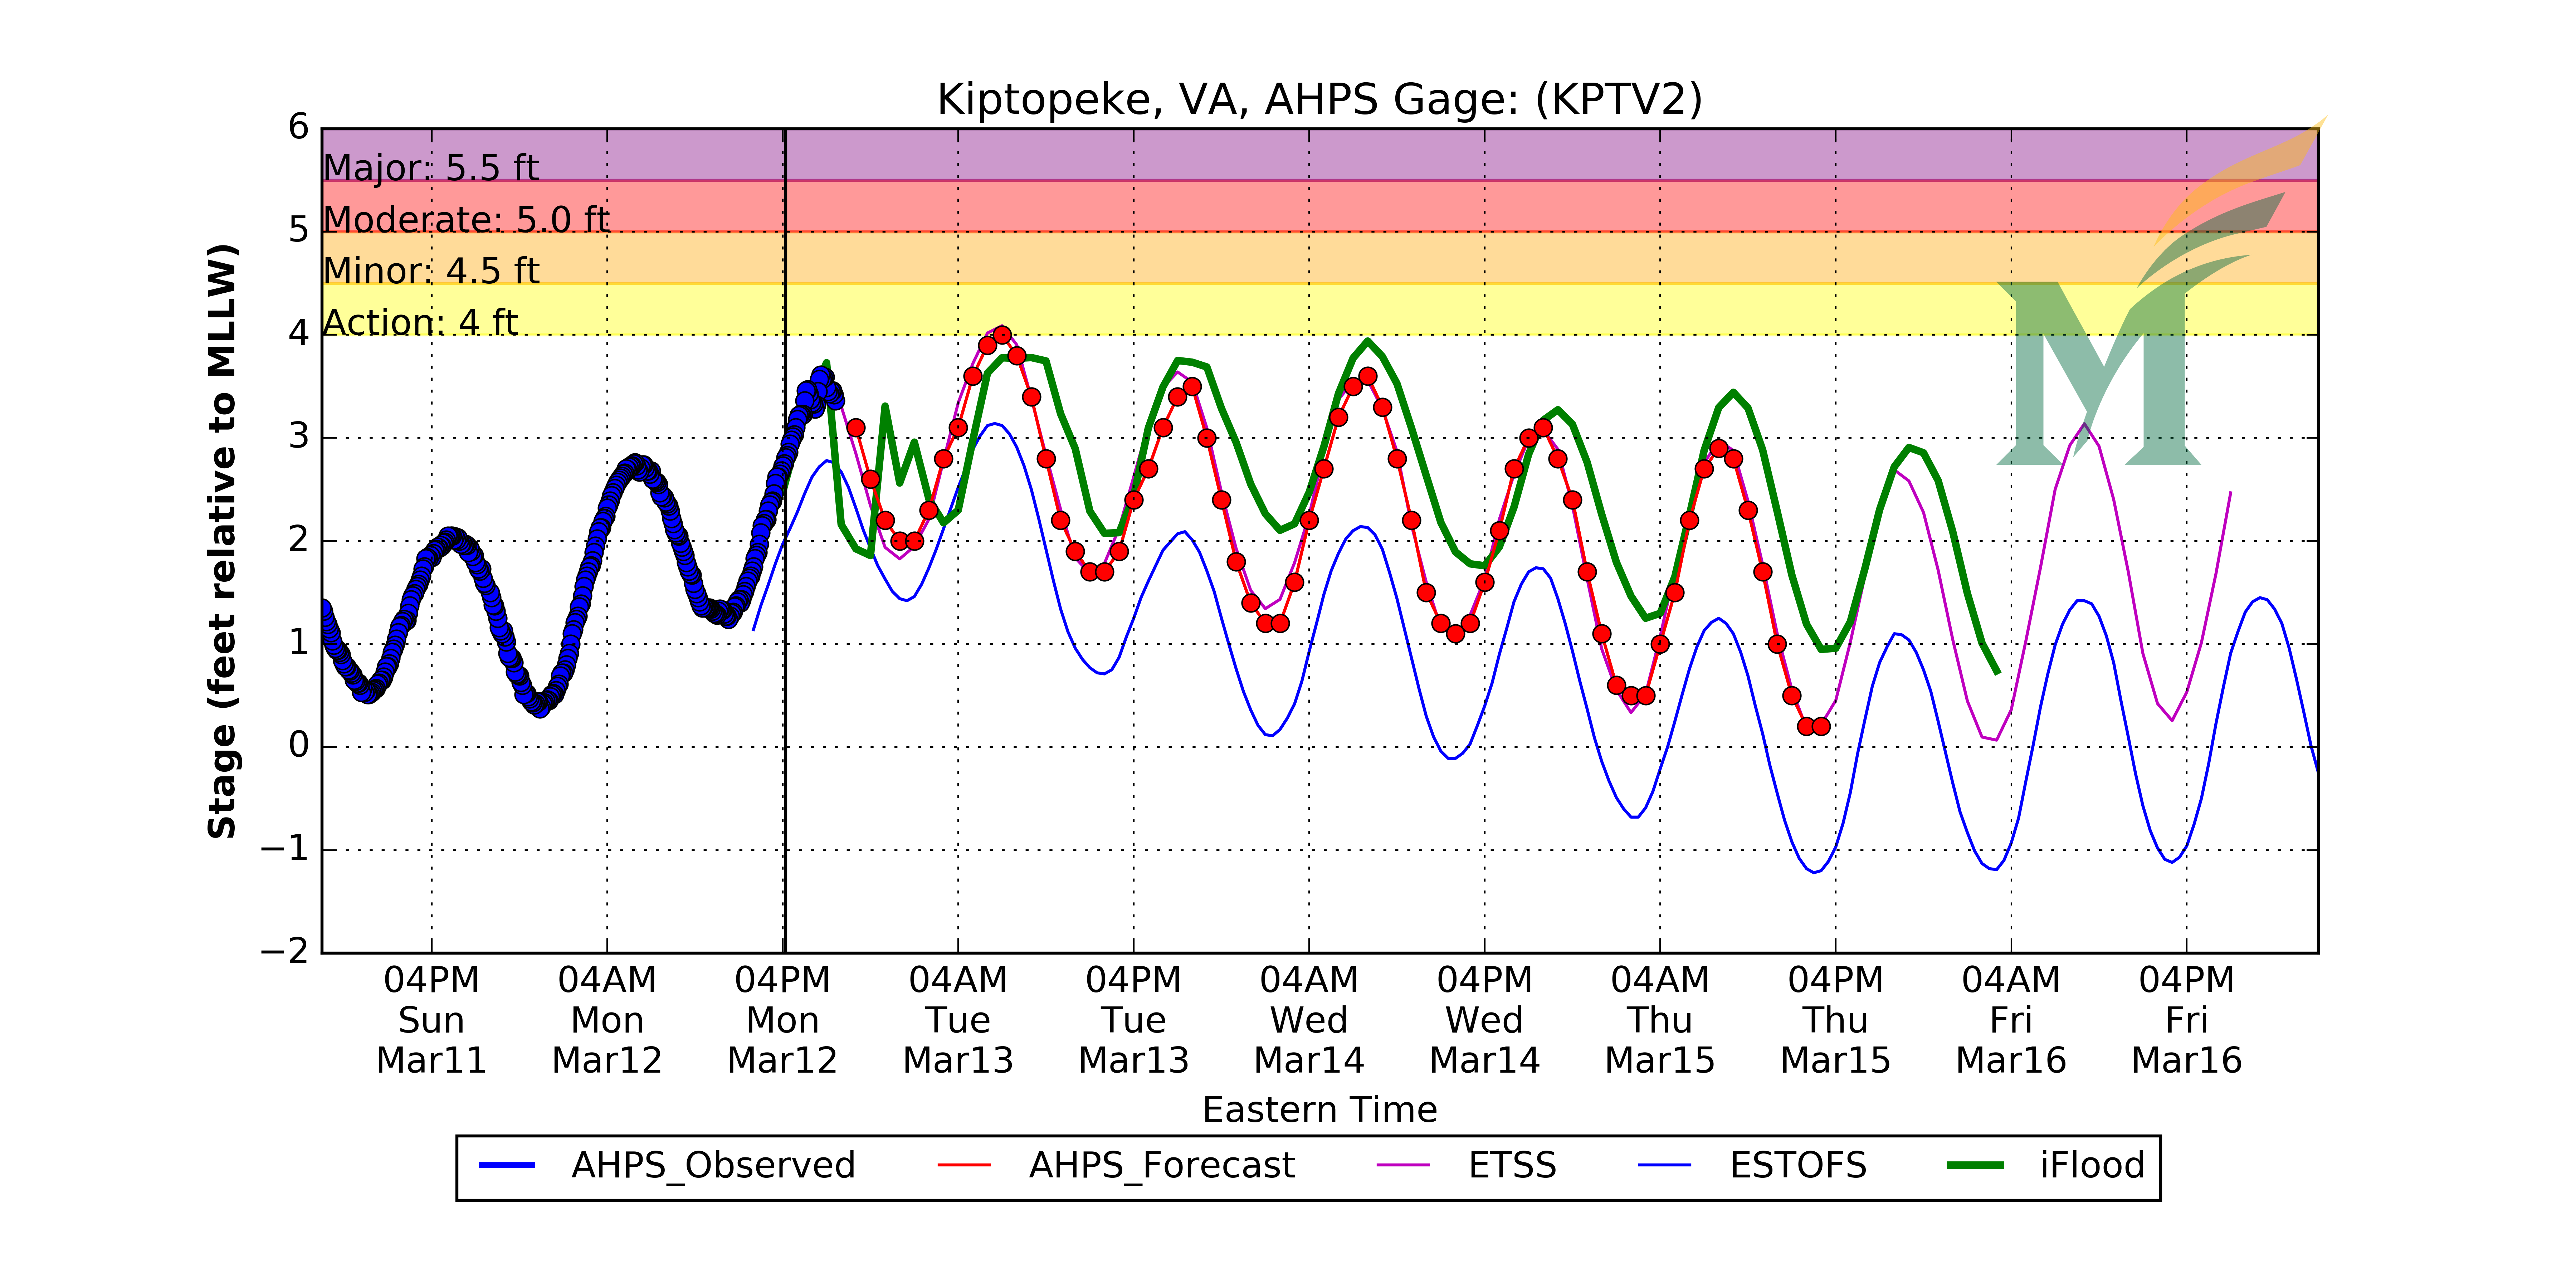 Kiptopeke, VA, AHPS Gage: (KPTV2)
Stage (feet relative to MLLW)
6
5
4
3
2
1
0
−1
−2
Major: 5.5 ft
Moderate: 5.0 ft
Minor: 4.5 ft
Action: 4 ft
M
04PM 04AM 04PM 04AM 04PM 04AM 04PM 04AM 04PM 04AM 04PM
Sun Mon Mon Tue Tue Wed Wed Thu Thu Fri Fri
Mar11 Mar12 Mar12 Mar13 Mar13 Mar14 Mar14 Mar15 Mar15 Mar16 Mar16
Eastern Time
AHPS_Observed AHPS_Forecast ETSS ESTOFS iFlood